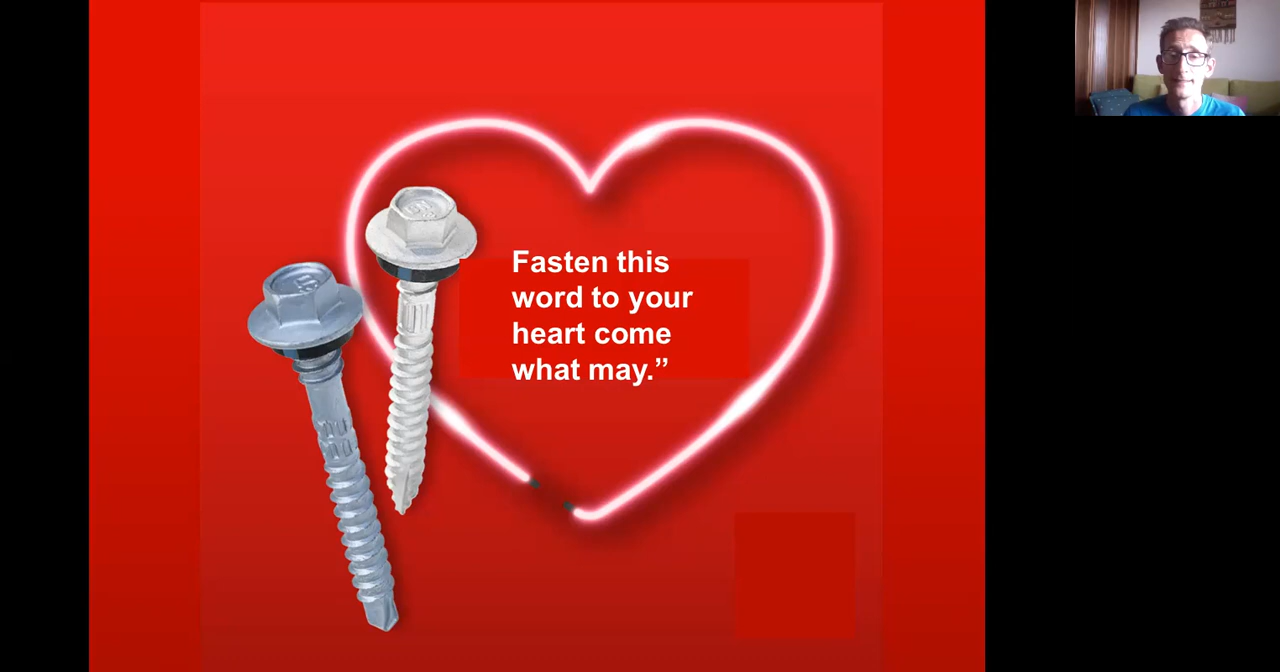 Fasten this
word to your
heart come
what may.”